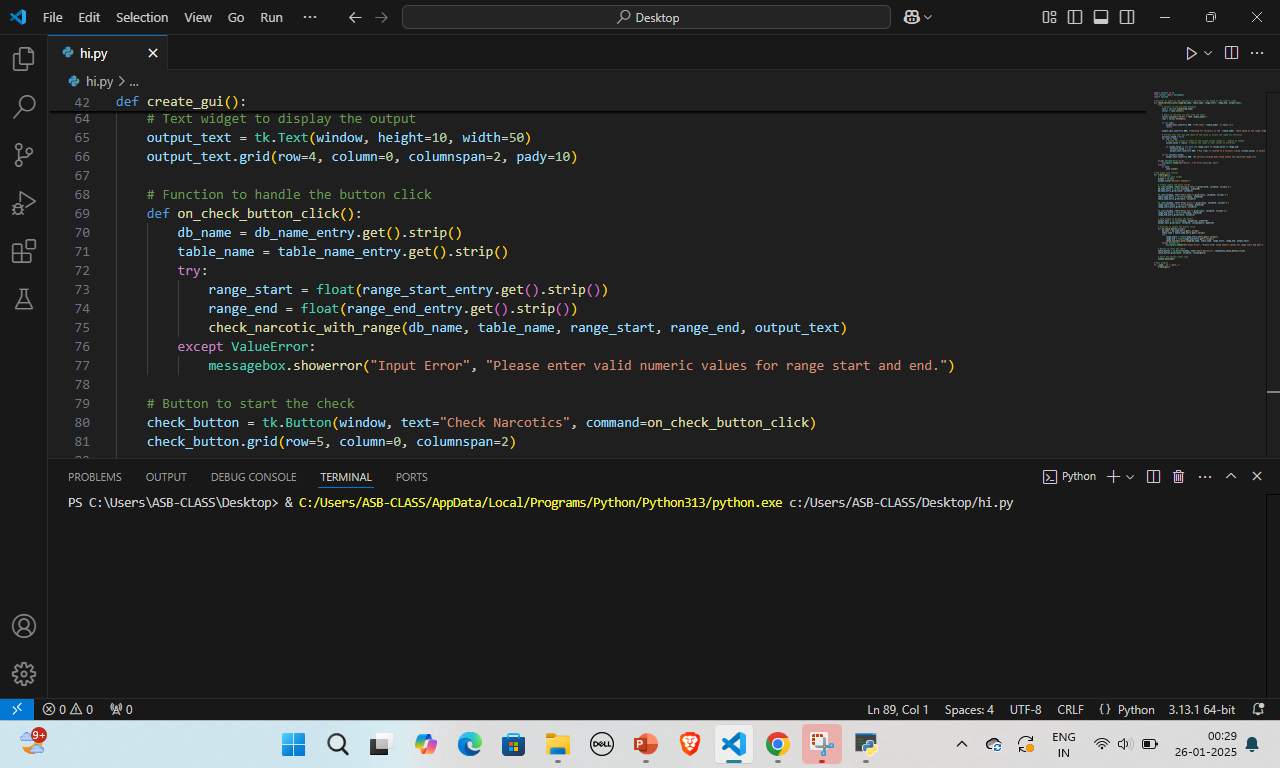 File Edit Selection View Go Run ··· Desktop
hi.py
hi.py > ...
42 def create_gui():
64 # Text widget to display the output
65 output_text = tk.Text(window, height=10, width=50)
66 output_text.grid(row=4, column=0, columnspan=2, pady=10)
67
68 # Function to handle the button click
69 def on_check_button_click():
70 db_name = db_name_entry.get().strip()
71 table_name = table_name_entry.get().strip()
72 try:
73 range_start = float(range_start_entry.get().strip())
74 range_end = float(range_end_entry.get().strip())
75 check_narcotic_with_range(db_name, table_name, range_start, range_end, output_text)
76 except ValueError:
77 messagebox.showerror("Input Error", "Please enter valid numeric values for range start and end.")
78
79 # Button to start the check
80 check_button = tk.Button(window, text="Check Narcotics", command=on_check_button_click)
81 check_button.grid(row=5, column=0, columnspan=2)
PROBLEMS OUTPUT DEBUG CONSOLE TERMINAL PORTS Python
PS C:\Users\ASB-CLASS\Desktop> & C:/Users/ASB-CLASS/AppData/Local/Programs/Python/Python313/python.exe c:/Users/ASB-CLASS/Desktop/hi.py
0 0 0 Ln 89, Col 1 Spaces: 4 UTF-8 CRLF {} Python 3.13.1 64-bit
9+ DELL ENG 00:29
IN 26-01-2025